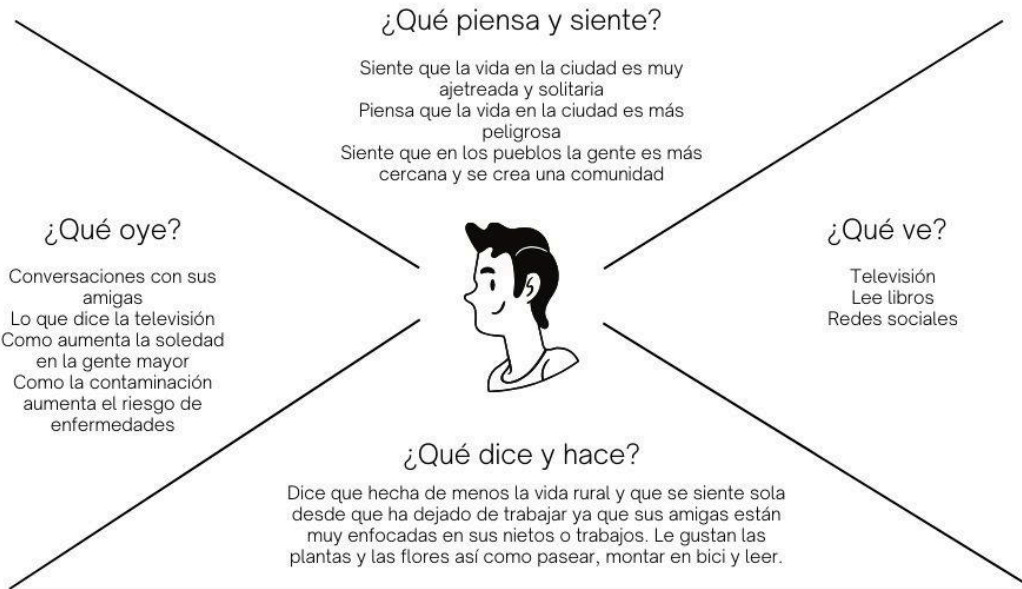 ¿Qué piensa y siente?
Siente que la vida en la ciudad es muy
ajetreada y solitaria
Piensa que la vida en la ciudad es más
peligrosa
Siente que en los pueblos la gente es más
cercana y se crea una comunidad
¿Qué oye?
Conversaciones con sus
amigas
Lo que dice la televisión
Como aumenta la soledad
en la gente mayor
Como la contaminación
aumenta el riesgo de
enfermedades
¿Qué ve?
Televisión
Lee libros
Redes sociales
¿Qué dice y hace?
Dice que hecha de menos la vida rural y que se siente sola
desde que ha dejado de trabajar ya que sus amigas están
muy enfocadas en sus nietos o trabajos. Le gustan las
plantas y las flores así como pasear, montar en bici y leer.